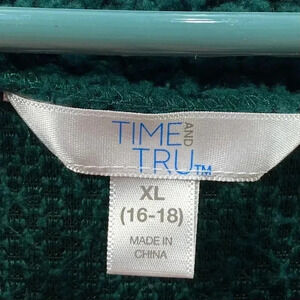 TIME AND
TRU™
XL
(16-18)
MADE IN
CHINA